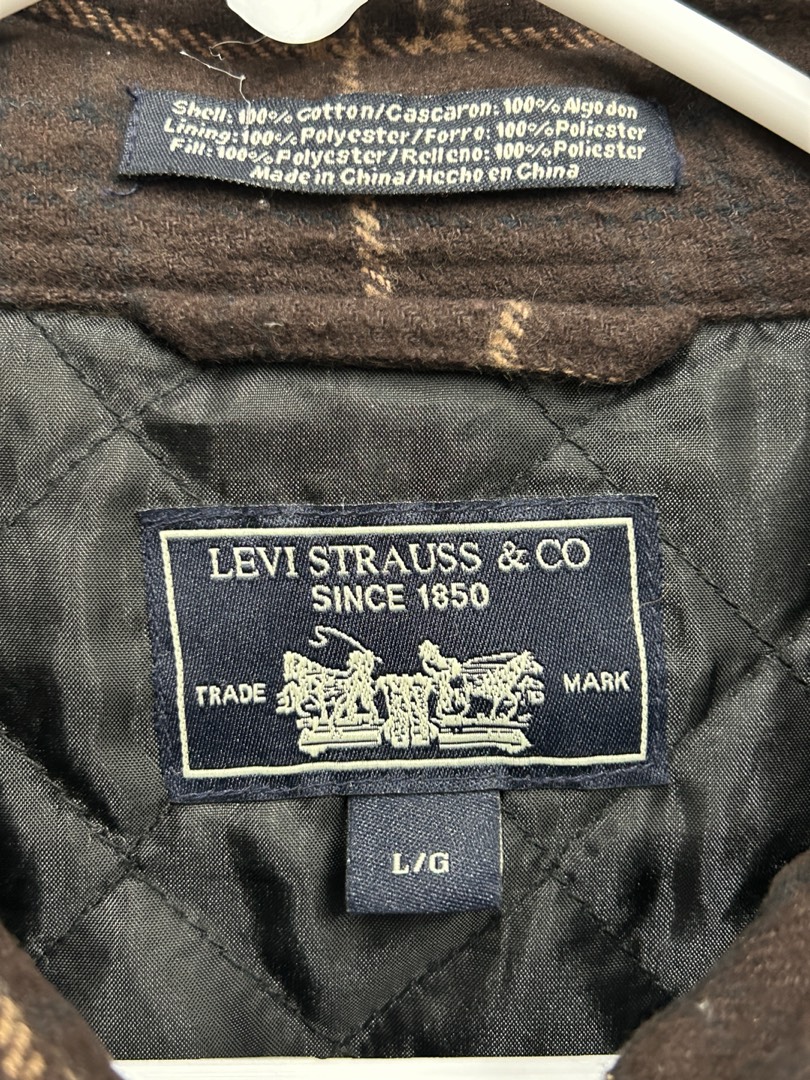 Shell: 100% Cotton/Cascaron: 100% Algodon
Lining: 100% Polyester/Forro: 100% Poliester
Fill: 100% Polyester/Relleno: 100% Poliester
Made in China/Hecho en China
LEVI STRAUSS & CO
SINCE 1850
TRADE MARK
L/G